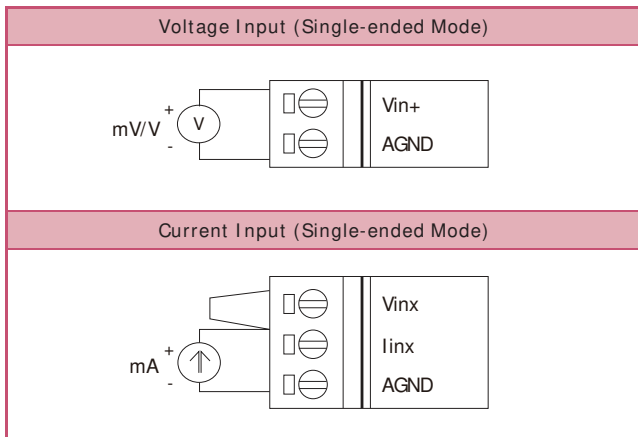 Voltage Input (Single-ended Mode)
+
mV/V
V
-
Vin+
AGND
Current Input (Single-ended Mode)
Vinx
+
mA
-
Iinx
AGND